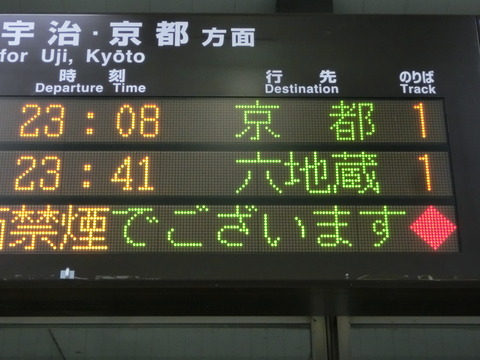 宇治・京都 方面
for Uji, Kyōto
時刻 行先 のりば
Departure Time Destination Track
23:08 京都 1
23:41 六地蔵 1
禁煙でございます